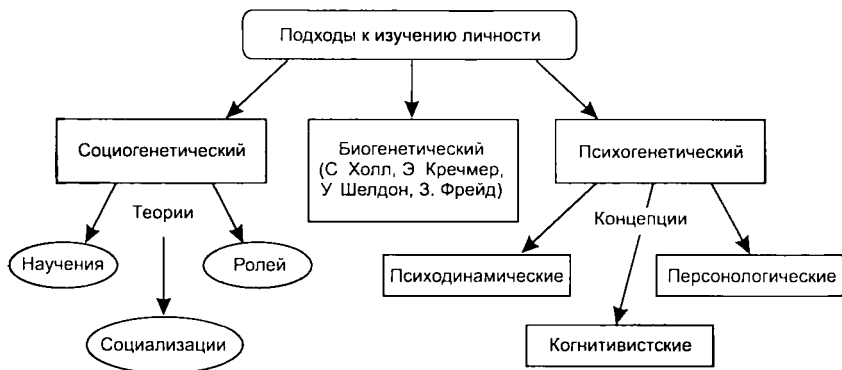 Подходы к изучению личности
Социогенетический
Биогенетический
(С Холл, Э Кречмер,
У Шелдон, З. Фрейд)
Психогенетический
Теории
Концепции
Научения
Ролей
Психодинамические
Персонологические
Социализации
Когнитивистские